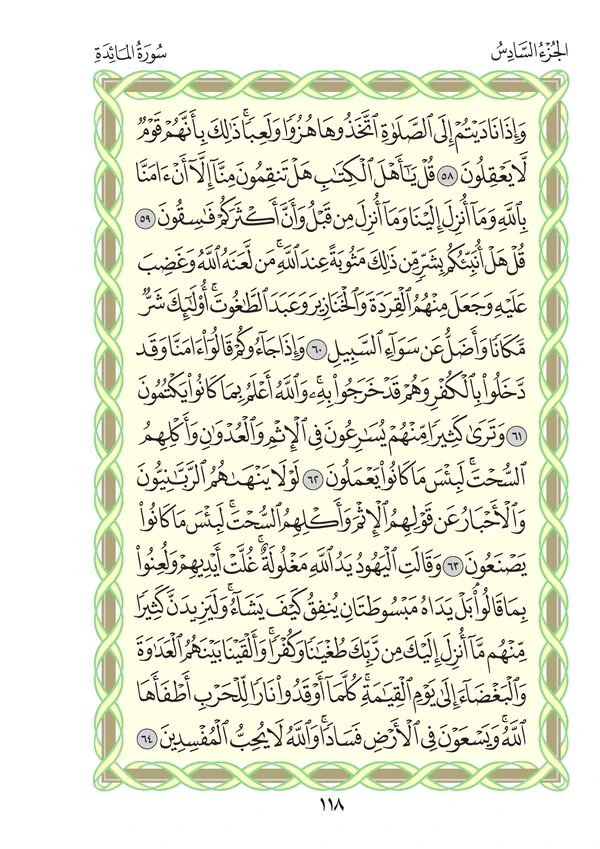 الجُزْءُ السَّادِسُ
سُورَةُ المَائِدَةِ
وَإِذَا نَادَيْتُمْ إِلَى ٱلصَّلَوٰةِ ٱتَّخَذُوهَا هُزُوًا وَلَعِبًا ۚ ذَٰلِكَ بِأَنَّهُمْ قَوْمٌ
لَّا يَعْقِلُونَ ٥٨ قُلْ يَٰٓأَهْلَ ٱلْكِتَٰبِ هَلْ تَنقِمُونَ مِنَّآ إِلَّآ أَنْ ءَامَنَّا
بِٱللَّهِ وَمَآ أُنزِلَ إِلَيْنَا وَمَآ أُنزِلَ مِن قَبْلُ وَأَنَّ أَكْثَرَكُمْ فَٰسِقُونَ ٥٩
قُلْ هَلْ أُنَبِّئُكُم بِشَرٍّ مِّن ذَٰلِكَ مَثُوبَةً عِندَ ٱللَّهِ ۚ مَن لَّعَنَهُ ٱللَّهُ وَغَضِبَ
عَلَيْهِ وَجَعَلَ مِنْهُمُ ٱلْقِرَدَةَ وَٱلْخَنَازِيرَ وَعَبَدَ ٱلطَّٰغُوتَ ۚ أُو۟لَٰٓئِكَ شَرٌّ
مَّكَانًا وَأَضَلُّ عَن سَوَآءِ ٱلسَّبِيلِ ٦٠ وَإِذَا جَآءُوكُمْ قَالُوٓا۟ ءَامَنَّا وَقَد
دَّخَلُوا۟ بِٱلْكُفْرِ وَهُمْ قَدْ خَرَجُوا۟ بِهِۦ ۚ وَٱللَّهُ أَعْلَمُ بِمَا كَانُوا۟ يَكْتُمُونَ
٦١ وَتَرَىٰ كَثِيرًا مِّنْهُمْ يُسَٰرِعُونَ فِى ٱلْإِثْمِ وَٱلْعُدْوَٰنِ وَأَكْلِهِمُ
ٱلسُّحْتَ ۚ لَبِئْسَ مَا كَانُوا۟ يَعْمَلُونَ ٦٢ لَوْلَا يَنْهَىٰهُمُ ٱلرَّبَّٰنِيُّونَ
وَٱلْأَحْبَارُ عَن قَوْلِهِمُ ٱلْإِثْمَ وَأَكْلِهِمُ ٱلسُّحْتَ ۚ لَبِئْسَ مَا كَانُوا۟
يَصْنَعُونَ ٦٣ وَقَالَتِ ٱلْيَهُودُ يَدُ ٱللَّهِ مَغْلُولَةٌ ۚ غُلَّتْ أَيْدِيهِمْ وَلُعِنُوا۟
بِمَا قَالُوا۟ ۘ بَلْ يَدَاهُ مَبْسُوطَتَانِ يُنفِقُ كَيْفَ يَشَآءُ ۚ وَلَيَزِيدَنَّ كَثِيرًا
مِّنْهُم مَّآ أُنزِلَ إِلَيْكَ مِن رَّبِّكَ طُغْيَٰنًا وَكُفْرًا ۚ وَأَلْقَيْنَا بَيْنَهُمُ ٱلْعَدَٰوَةَ
وَٱلْبَغْضَآءَ إِلَىٰ يَوْمِ ٱلْقِيَٰمَةِ ۚ كُلَّمَآ أَوْقَدُوا۟ نَارًا لِّلْحَرْبِ أَطْفَأَهَا
ٱللَّهُ ۚ وَيَسْعَوْنَ فِى ٱلْأَرْضِ فَسَادًا ۚ وَٱللَّهُ لَا يُحِبُّ ٱلْمُفْسِدِينَ ٦٤
١١٨